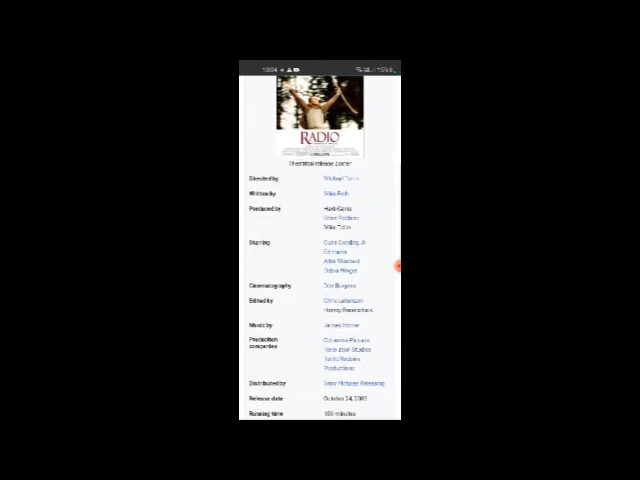 RADIO
Theatrical release poster
Directed by Michael Tollin
Written by Mike Rich
Produced by Herb Gains
Brian Robbins
Mike Tollin
Starring Cuba Gooding Jr.
Ed Harris
Alfre Woodard
Debra Winger
Cinematography Don Burgess
Edited by Chris Lebenzon
Harvey Rosenstock
Music by James Horner
Production companies Columbia Pictures
Revolution Studios
Tollin/Robbins
Productions
Distributed by Sony Pictures Releasing
Release date October 24, 2003
Running time 109 minutes